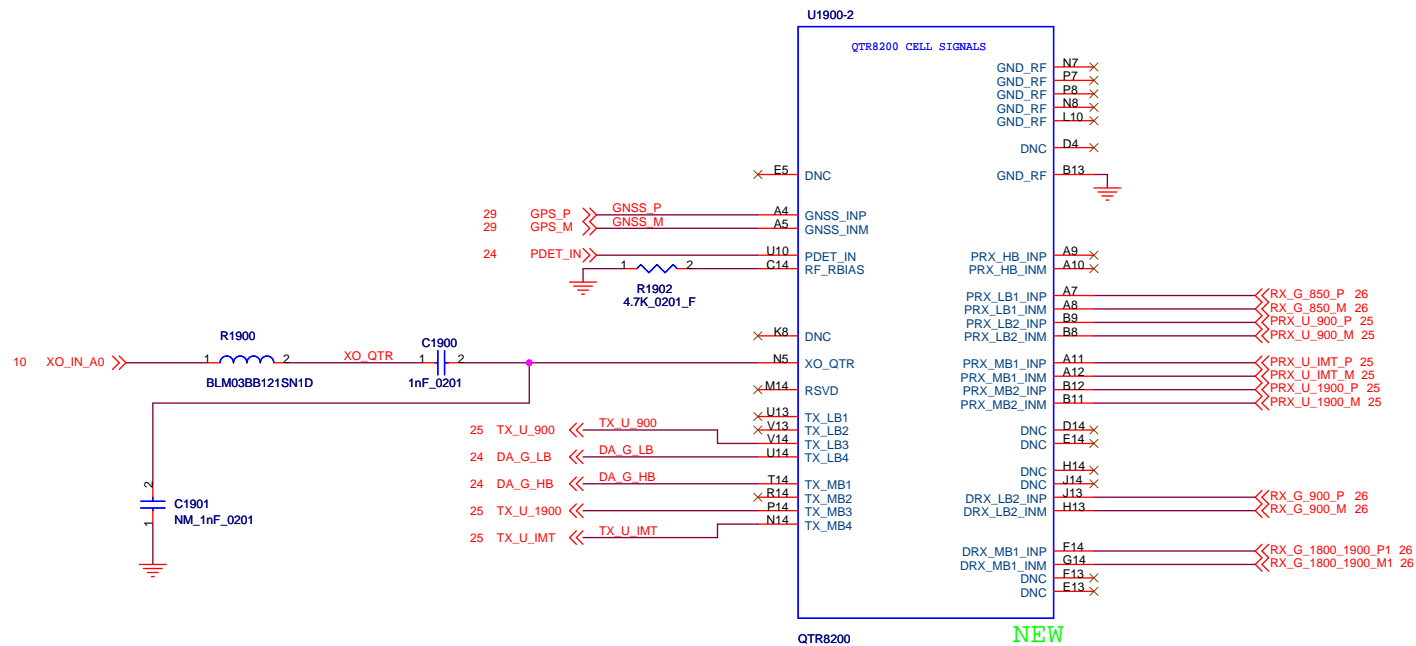 U1900-2
QTR8200 CELL SIGNALS
GND_RF N7
GND_RF P7
GND_RF P8
GND_RF N8
GND_RF L10
DNC D4
E5 DNC
GND_RF B13
29 GPS_P GNSS_P A4 GNSS_INP
29 GPS_M GNSS_M A5 GNSS_INM
24 PDET_IN U10 PDET_IN
1 2 C14 RF_RBIAS
R1902
4.7K_0201_F
PRX_HB_INP A9
PRX_HB_INM A10
PRX_LB1_INP A7 RX_G_850_P 26
PRX_LB1_INM A8 RX_G_850_M 26
PRX_LB2_INP B9 PRX_U_900_P 25
PRX_LB2_INM B8 PRX_U_900_M 25
K8 DNC
R1900
C1900
10 XO_IN_A0 1 2 XO_QTR 1 2 N5 XO_QTR
BLM03BB121SN1D
1nF_0201
PRX_MB1_INP A11 PRX_U_IMT_P 25
PRX_MB1_INM A12 PRX_U_IMT_M 25
PRX_MB2_INP B12 PRX_U_1900_P 25
PRX_MB2_INM B11 PRX_U_1900_M 25
M14 RSVD
U13 TX_LB1
V13 TX_LB2
25 TX_U_900 TX_U_900 V14 TX_LB3
24 DA_G_LB DA_G_LB U14 TX_LB4
DNC D14
DNC E14
DNC H14
DNC J14
24 DA_G_HB DA_G_HB T14 TX_MB1
R14 TX_MB2
25 TX_U_1900 P14 TX_MB3
25 TX_U_IMT TX_U_IMT N14 TX_MB4
DRX_LB2_INP J13 RX_G_900_P 26
DRX_LB2_INM H13 RX_G_900_M 26
2
C1901
1
NM_1nF_0201
DRX_MB1_INP F14 RX_G_1800_1900_P1 26
DRX_MB1_INM G14 RX_G_1800_1900_M1 26
DNC F13
DNC E13
QTR8200
NEW